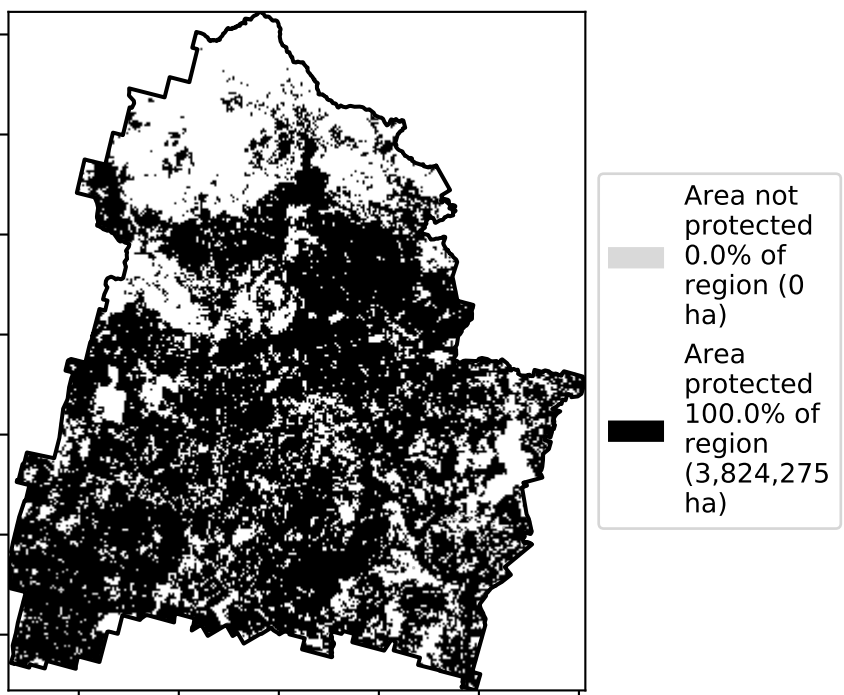 Area not
protected
0.0% of
region (0
ha)
Area
protected
100.0% of
region
(3,824,275
ha)